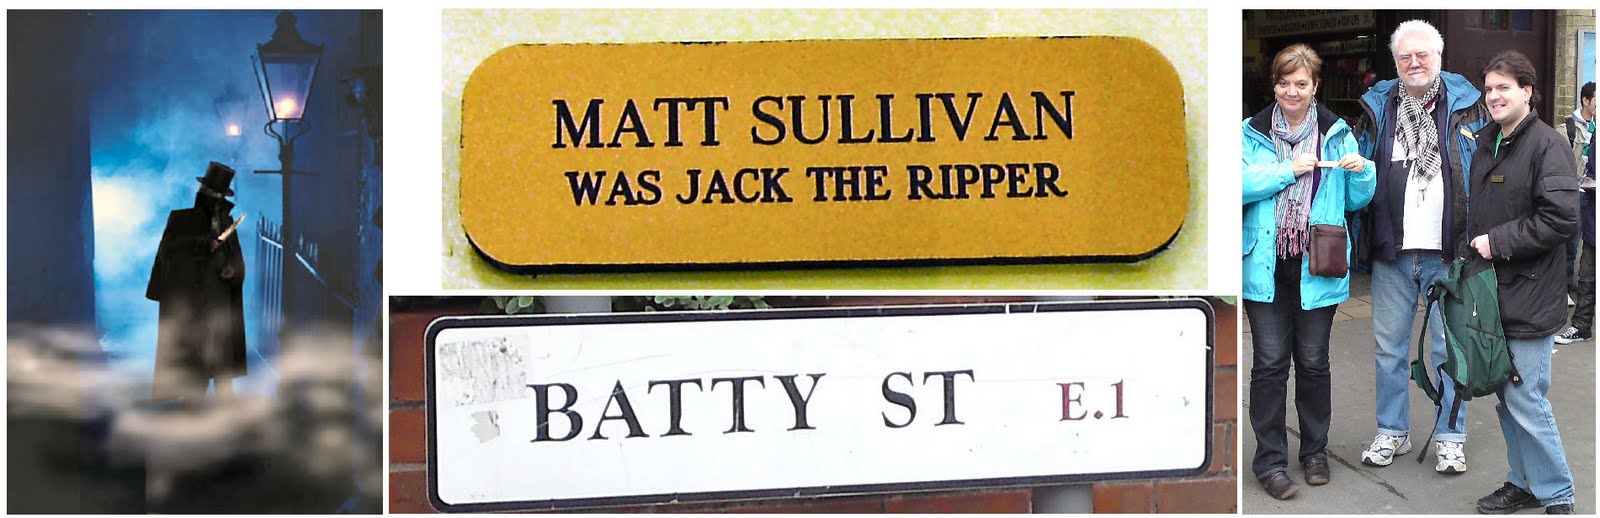 MATT SULLIVAN
WAS JACK THE RIPPER
BATTY ST E.1